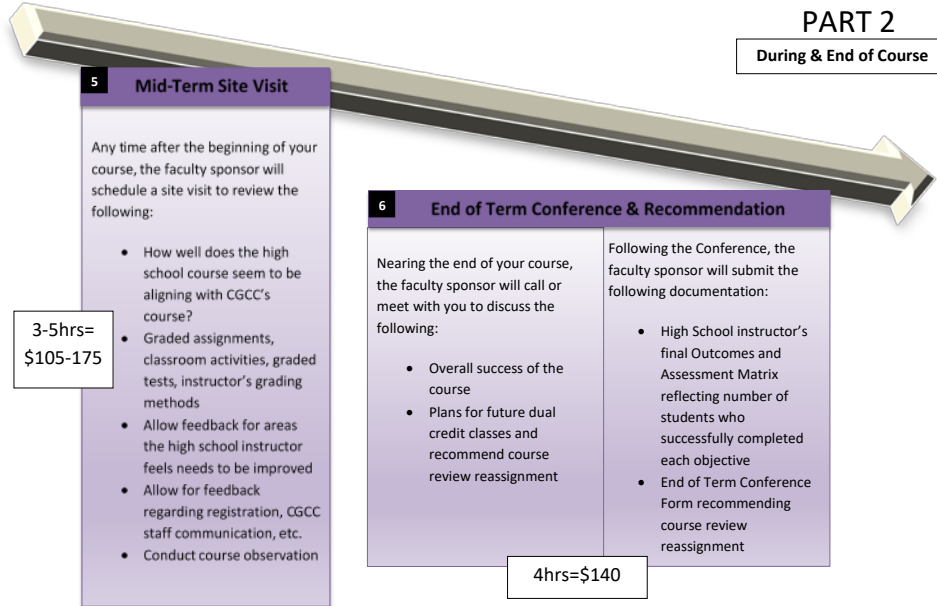 PART 2
During & End of Course
5 Mid-Term Site Visit
Any time after the beginning of your
course, the faculty sponsor will
schedule a site visit to review the
following:
• How well does the high
school course seem to be
aligning with CGCC's
course?
• Graded assignments,
classroom activities, graded
tests, instructor's grading
methods
• Allow feedback for areas
the high school instructor
feels needs to be improved
• Allow for feedback
regarding registration, CGCC
staff communication, etc.
• Conduct course observation
3-5hrs=
$105-175
6 End of Term Conference & Recommendation
Nearing the end of your course,
the faculty sponsor will call or
meet with you to discuss the
following:
• Overall success of the
course
• Plans for future dual
credit classes and
recommend course
review reassignment
Following the Conference, the
faculty sponsor will submit the
following documentation:
• High School instructor's
final Outcomes and
Assessment Matrix
reflecting number of
students who
successfully completed
each objective
• End of Term Conference
Form recommending
course review
reassignment
4hrs=$140